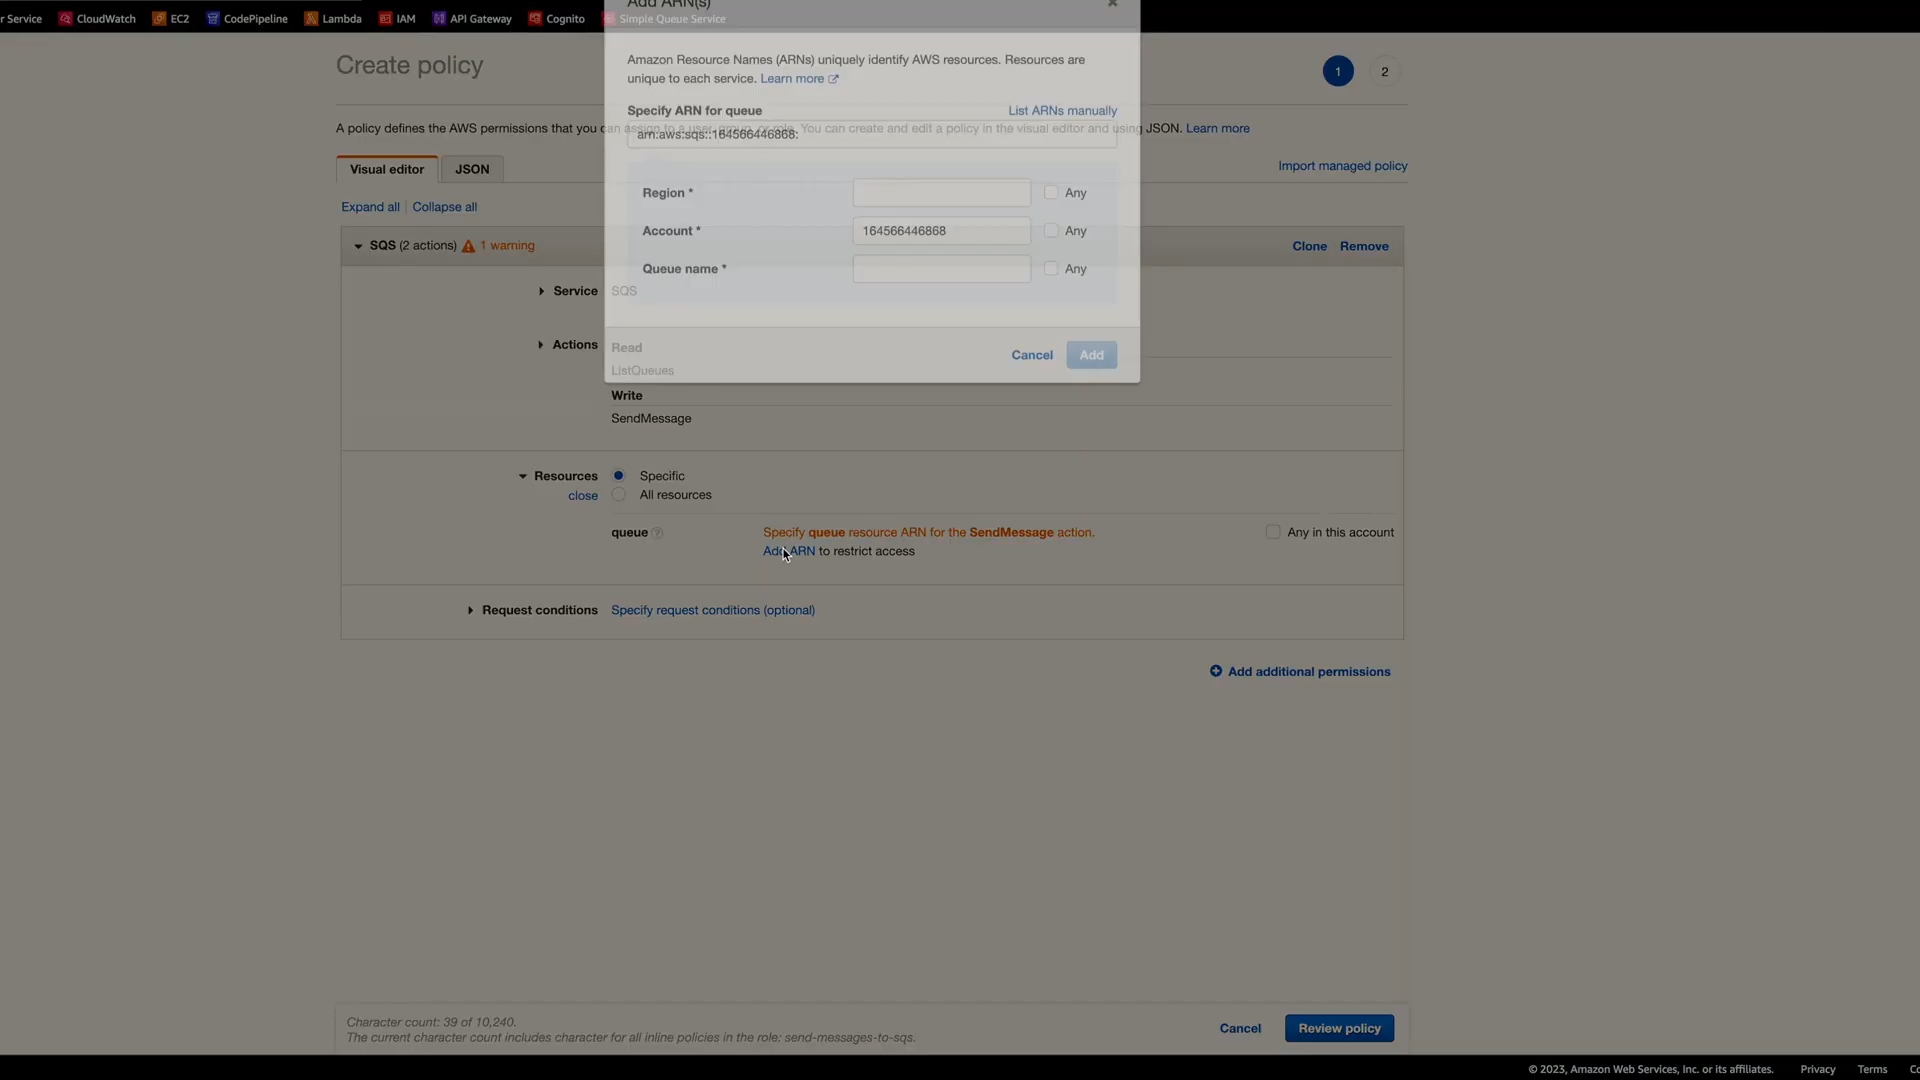 r Service CloudWatch EC2 CodePipeline Lambda IAM API Gateway Cognito Simple Queue Service
Add ARN(s)
Create policy
1 2
Amazon Resource Names (ARNs) uniquely identify AWS resources. Resources are
unique to each service. Learn more
Specify ARN for queue List ARNs manually
A policy defines the AWS permissions that you can assign to a user, group, or role. You can create and edit a policy in the visual editor and using JSON. Learn more
arn:aws:sqs::164566446868:
Visual editor JSON
Import managed policy
Region * Any
Expand all Collapse all
Account * 164566446868 Any
SQS (2 actions) 1 warning
Clone Remove
Queue name * Any
Service SQS
Actions Read
Cancel Add
ListQueues
Write
SendMessage
Resources Specific
close All resources
queue ? Specify queue resource ARN for the SendMessage action. Any in this account
Add ARN to restrict access
Request conditions Specify request conditions (optional)
Add additional permissions
Character count: 39 of 10,240.
The current character count includes character for all inline policies in the role: send-messages-to-sqs.
Cancel Review policy
© 2023, Amazon Web Services, Inc. or its affiliates. Privacy Terms Co